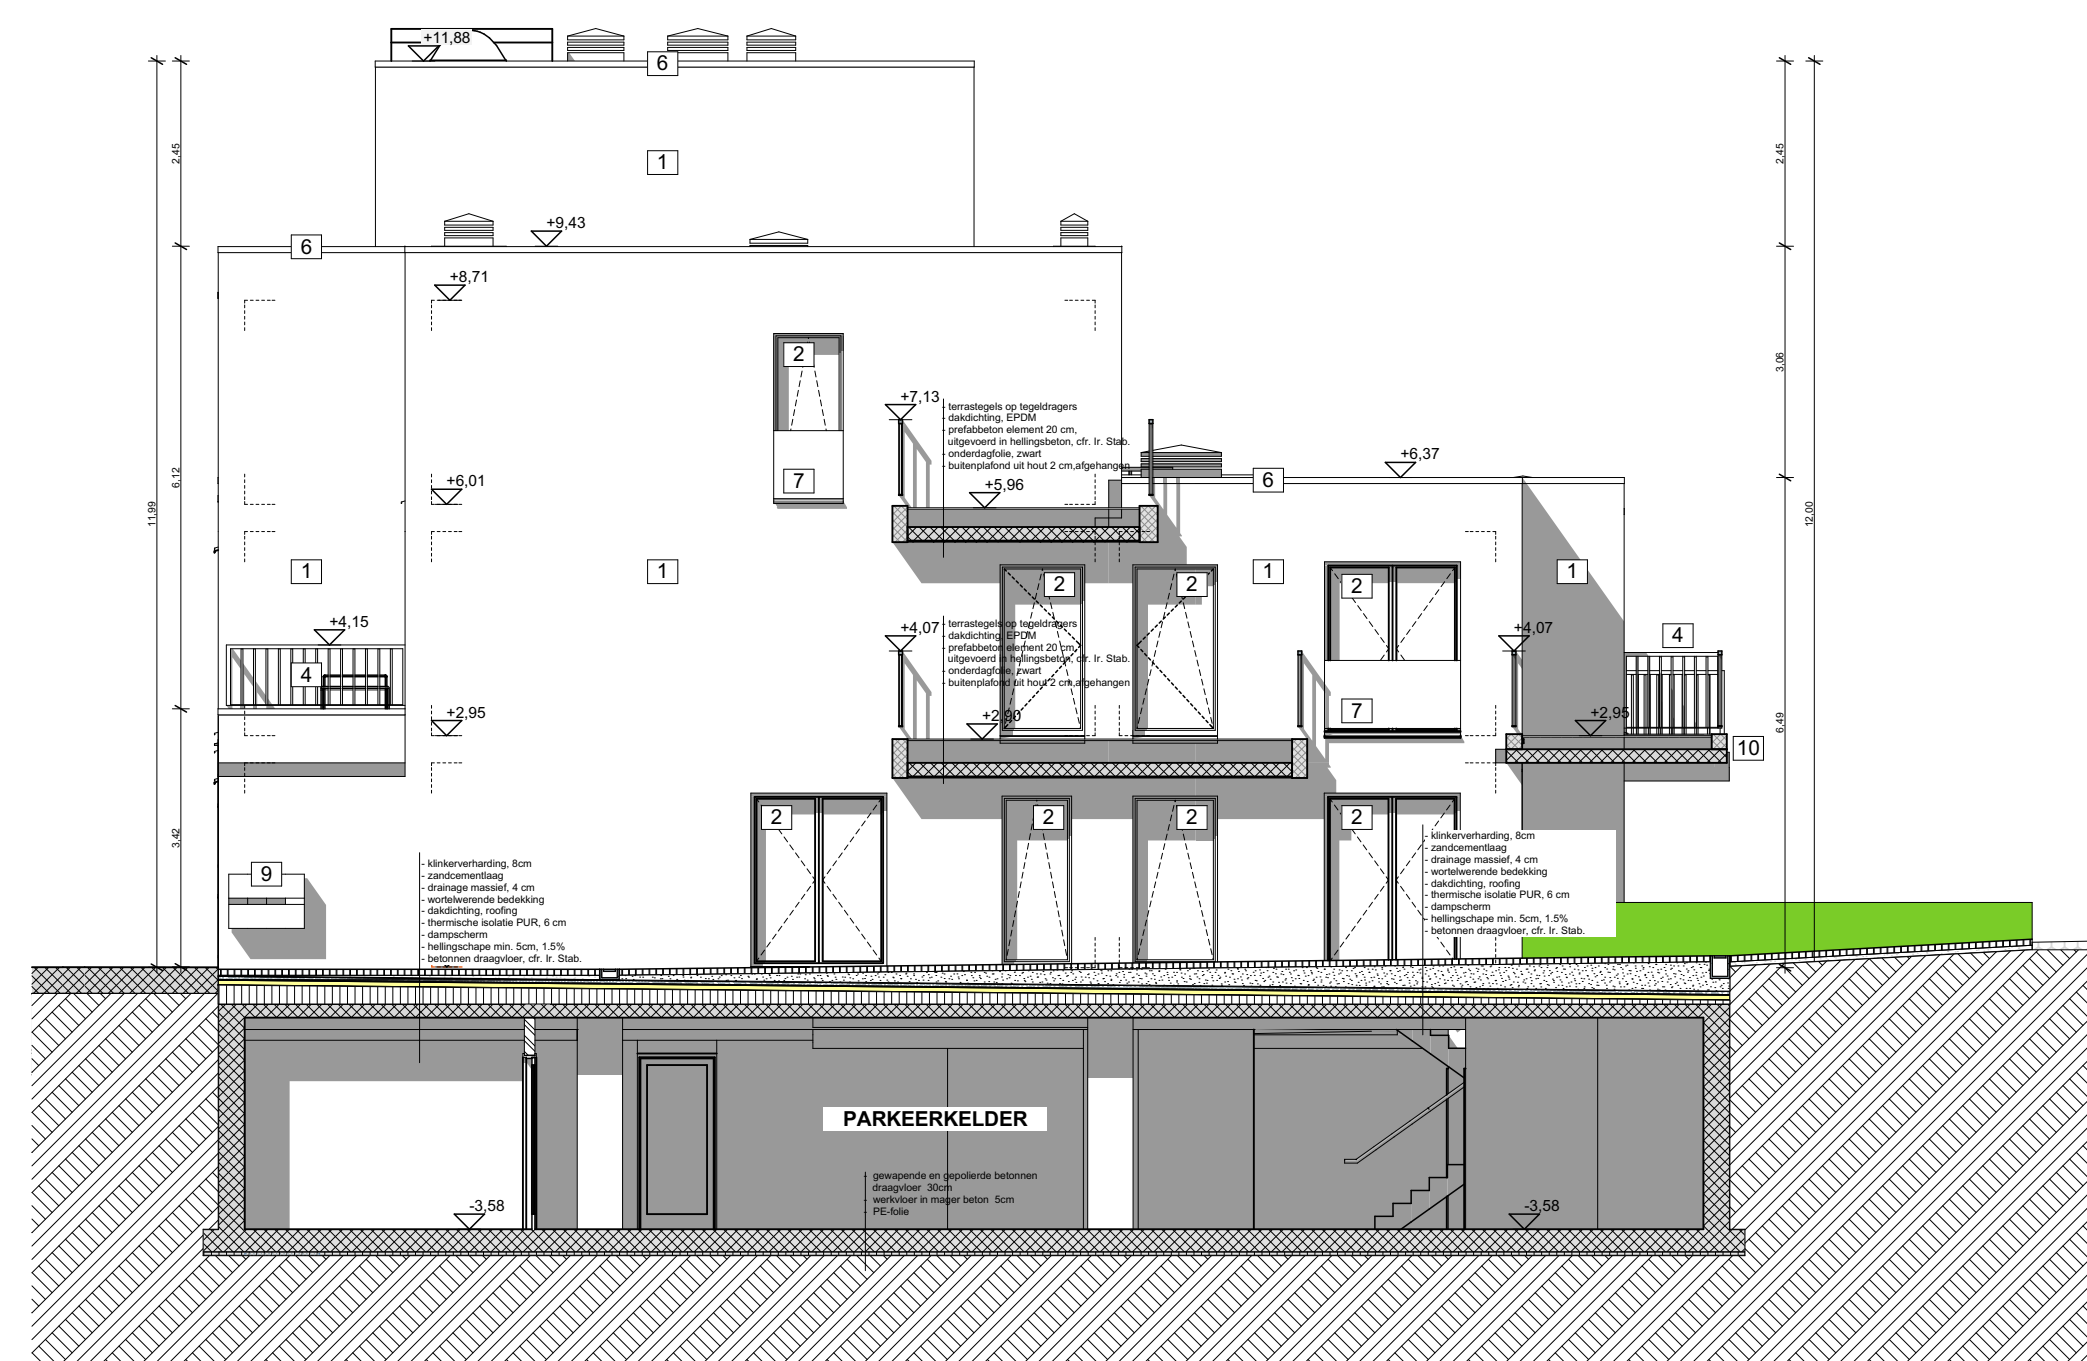 +11,88
6
2,45
2,45
1
+9,43
6
+8,71
2
3,06
+7,13
- terrastegels op tegeldragers
- dakdichting, EPDM
- prefabbeton element 20 cm,
uitgevoerd in hellingsbeton, cfr. Ir. Stab.
- onderdagfolie, zwart
- buitenplafond uit hout 2 cm,afgehangen
+6,37
6
7
+6,01
+5,96
6,12
11,99
12,00
1
1
1
1
2
2
2
+4,15
+4,07
- terrastegels op tegeldragers
- dakdichting, EPDM
- prefabbeton element 20 cm,
uitgevoerd in hellingsbeton, cfr. Ir. Stab.
- onderdagfolie, zwart
- buitenplafond uit hout 2 cm,afgehangen
+4,07
4
4
7
+2,95
+2,90
+2,95
6,49
10
2
2
2
2
3,42
9
- klinkerverharding, 8cm
- zandcementlaag
- drainage massief, 4 cm
- wortelwerende bedekking
- dakdichting, roofing
- thermische isolatie PUR, 6 cm
- dampscherm
- hellingschape min. 5cm, 1.5%
- betonnen draagvloer, cfr. Ir. Stab.
- klinkerverharding, 8cm
- zandcementlaag
- drainage massief, 4 cm
- wortelwerende bedekking
- dakdichting, roofing
- thermische isolatie PUR, 6 cm
- dampscherm
- hellingschape min. 5cm, 1.5%
- betonnen draagvloer, cfr. Ir. Stab.
PARKEERKELDER
- gewapende en gepolierde betonnen
draagvloer 30cm
- werkvloer in mager beton 5cm
- PE-folie
-3,58
-3,58